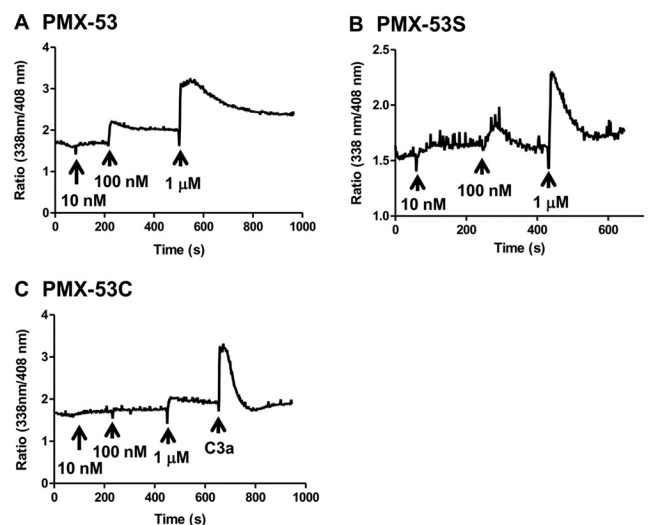 A PMX-53
Ratio (338nm/408 nm)
4
3
2
1
0
10 nM
100 nM
1 μM
0 200 400 600 800 1000
Time (s)
B PMX-53S
Ratio (338nm/408 nm)
2.5
2.0
1.5
1.0
10 nM
100 nM
1 μM
0 200 400 600
Time (s)
C PMX-53C
Ratio (338nm/408 nm)
4
3
2
1
0
10 nM
100 nM
1 μM
C3a
0 200 400 600 800 1000
Time (s)